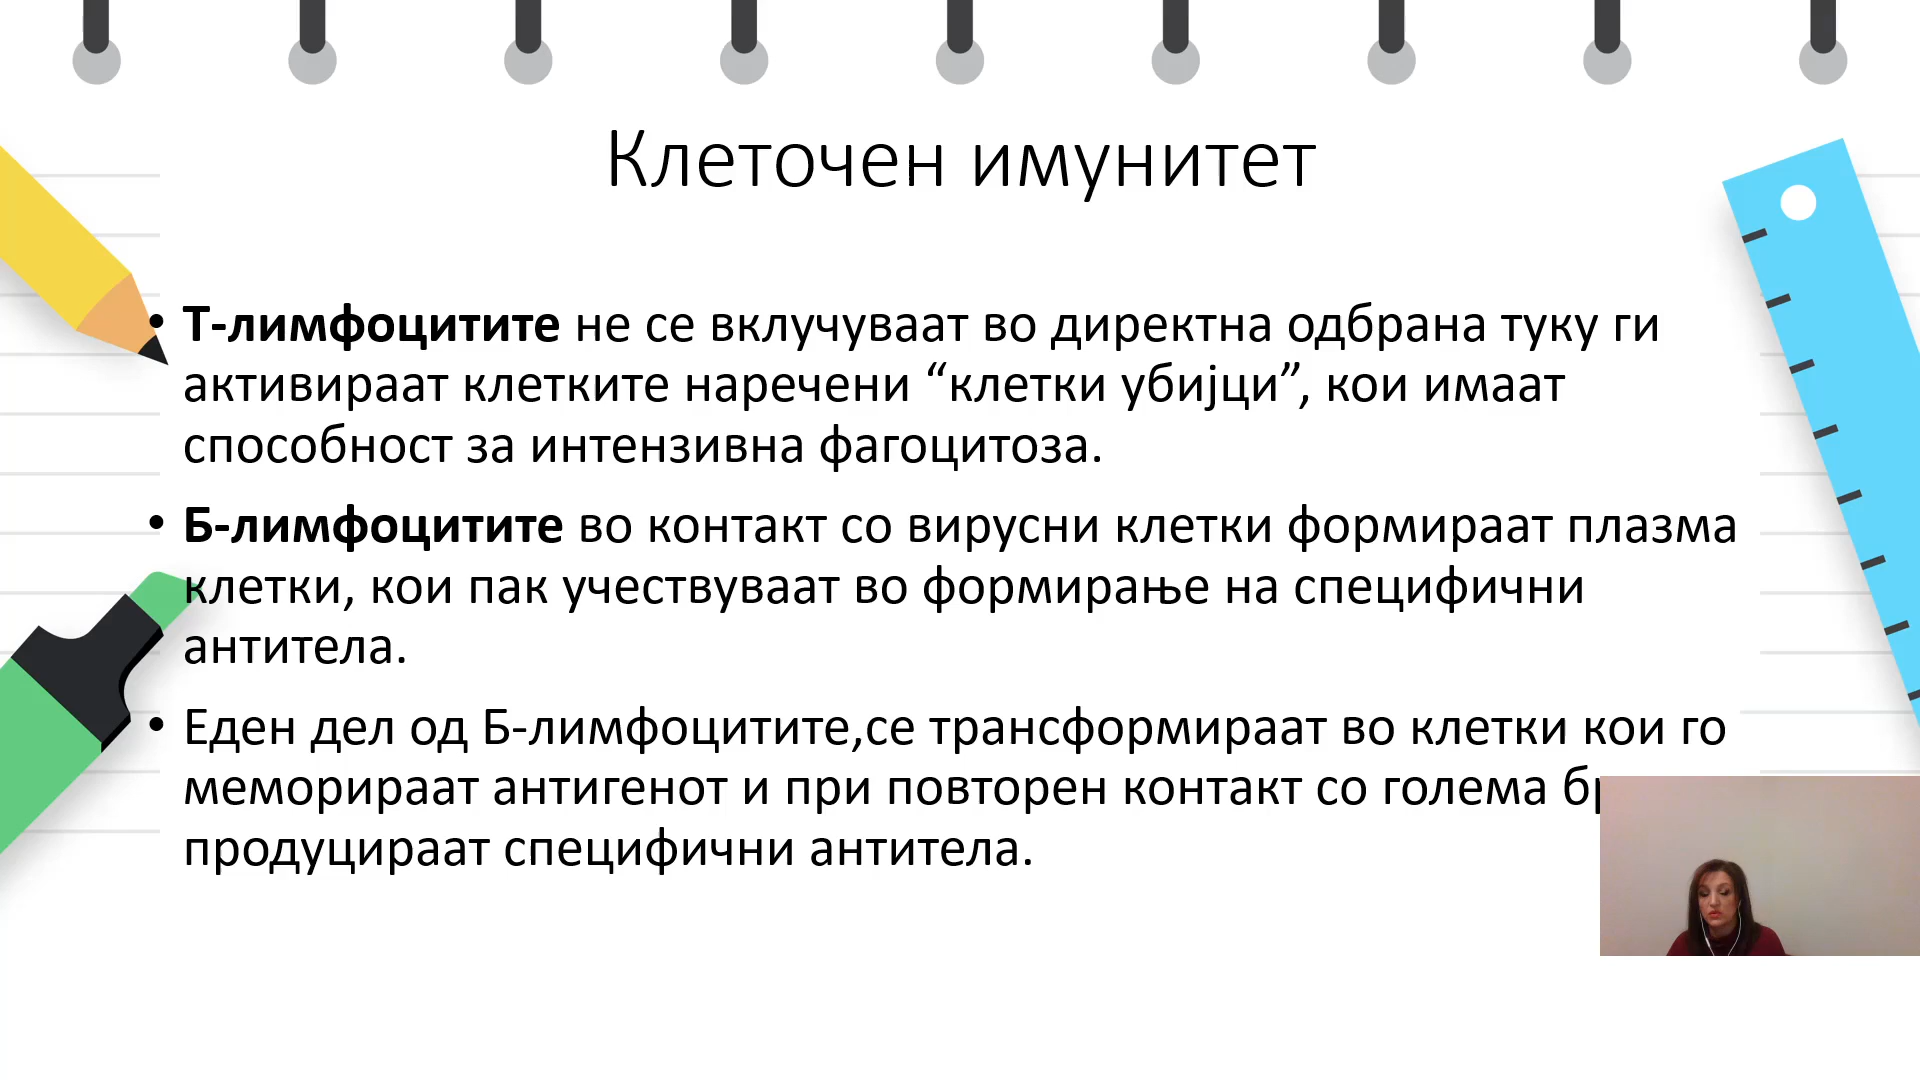 Клеточен имунитет
• Т-лимфоцитите не се вклучуваат во директна одбрана туку ги
активираат клетките наречени “клетки убијци”, кои имаат
способност за интензивна фагоцитоза.
• Б-лимфоцитите во контакт со вирусни клетки формираат плазма
клетки, кои пак учествуваат во формирање на специфични
антитела.
• Еден дел од Б-лимфоцитите,се трансформираат во клетки кои го
меморираат антигенот и при повторен контакт со голема
продуцираат специфични антитела.